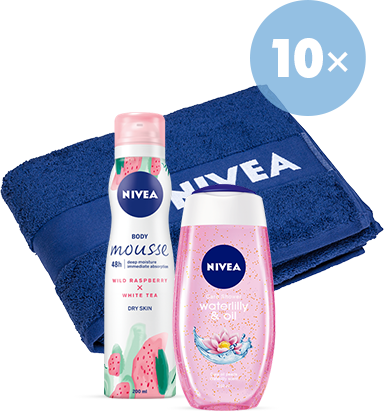 10×
NIVEA
NIVEA
BODY
mousse
48h deep moisture
immediate absorption
WILD RASPBERRY
×
WHITE TEA
DRY SKIN
200 ml
NIVEA
waterlily
& oil